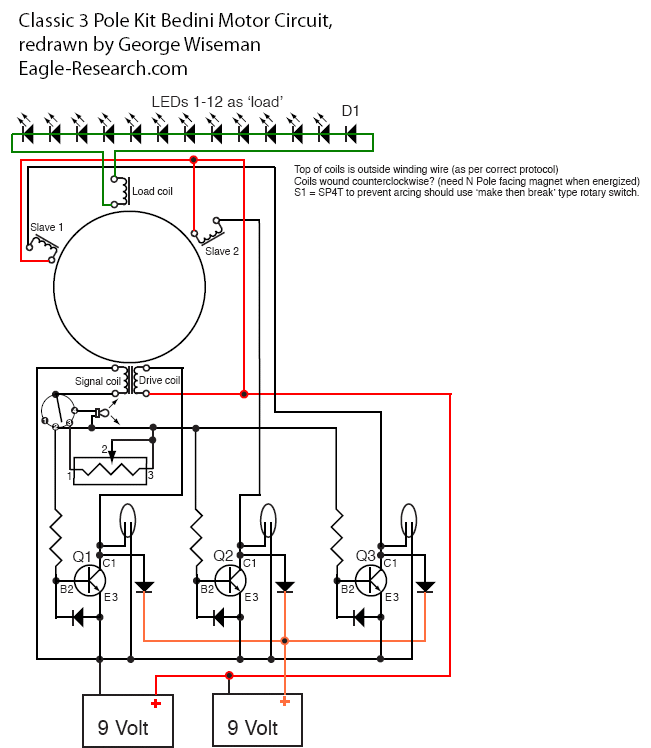 Classic 3 Pole Kit Bedini Motor Circuit,
redrawn by George Wiseman
Eagle-Research.com
LEDs 1-12 as 'load'
D1
Top of coils is outside winding wire (as per correct protocol)
Coils wound counterclockwise? (need N Pole facing magnet when energized)
S1 = SP4T to prevent arcing should use 'make then break' type rotary switch.
Load coil
Slave 1
Slave 2
Signal coil
Drive coil
1
2
3
4
2
1
3
Q1
C1
B2
E3
Q2
C1
B2
E3
Q3
C1
B2
E3
+
+
9 Volt
9 Volt